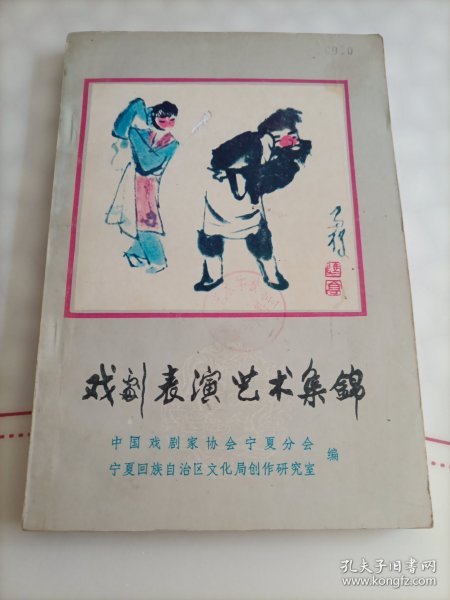 戏剧表演艺术集锦
中国戏剧家协会宁夏分会
宁夏回族自治区文化局创作研究室
编
孔夫子旧书网
www.kongfz.com